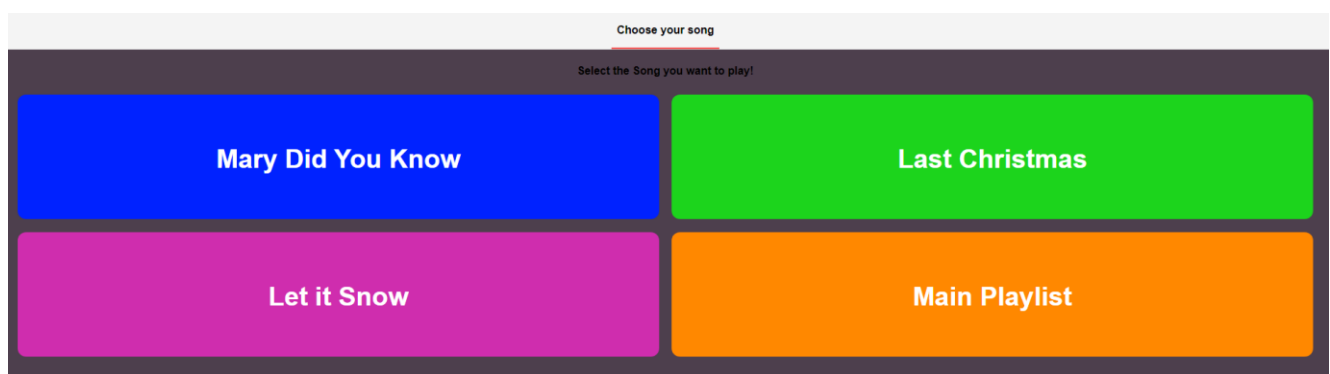 Choose your song
Select the Song you want to play!
Mary Did You Know
Last Christmas
Let it Snow
Main Playlist